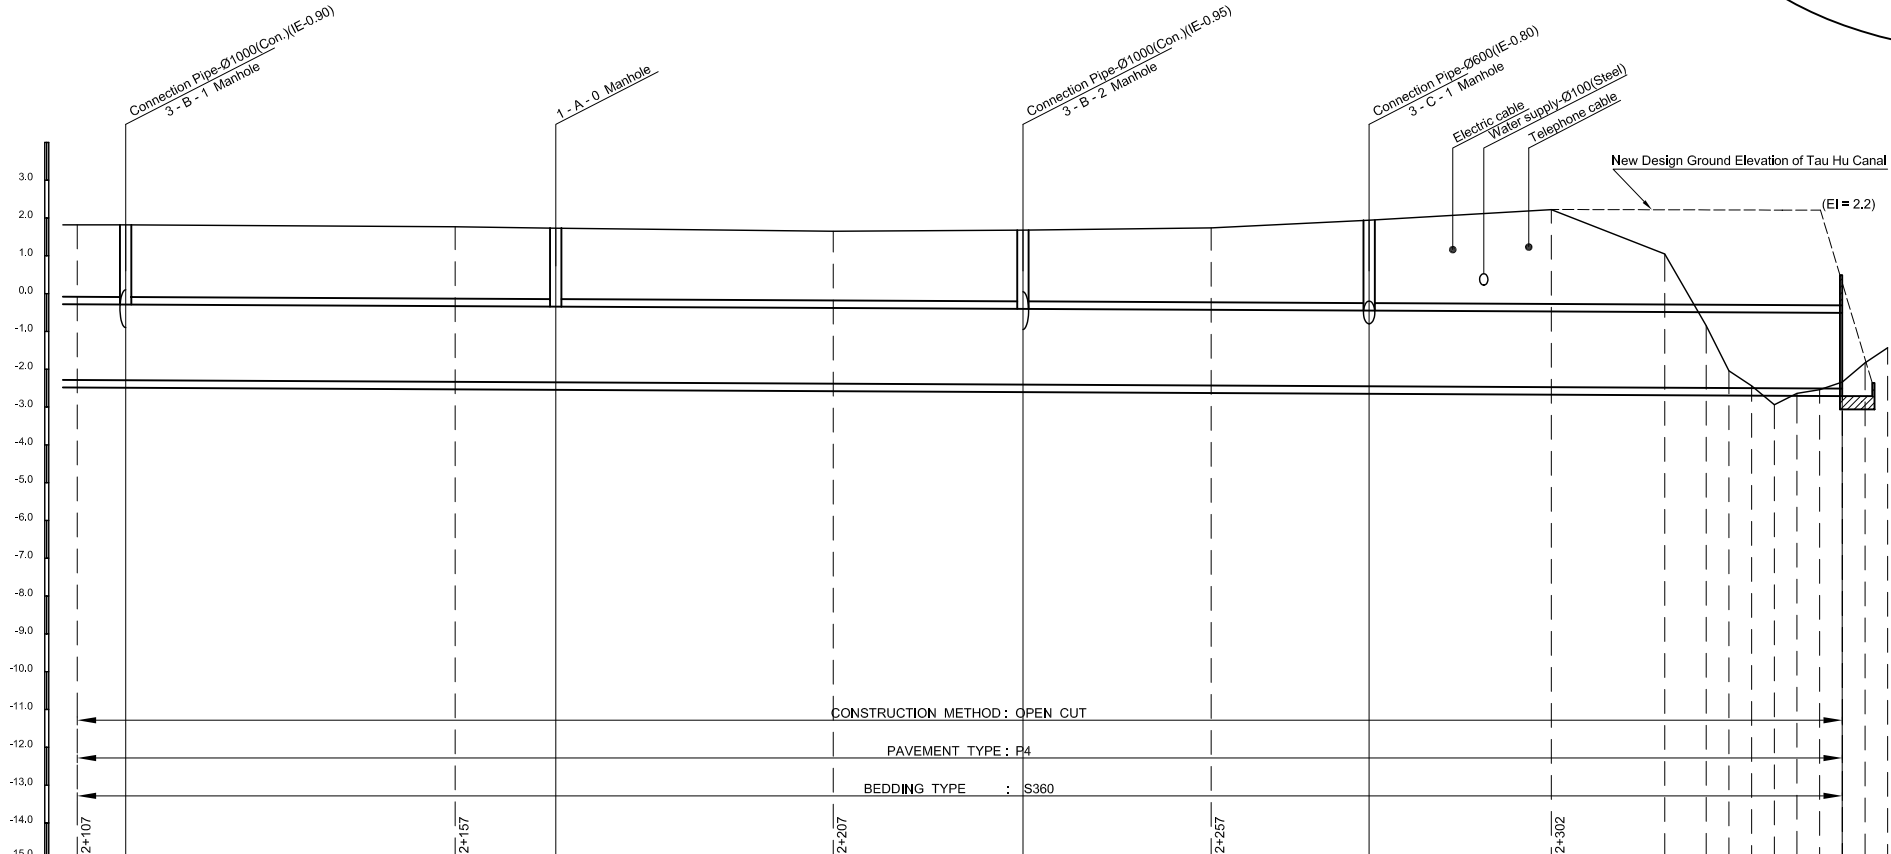 Connection Pipe-Ø1000(Con.)(IE-0.90)
3 - B - 1 Manhole
1 - A - 0 Manhole
Connection Pipe-Ø1000(Con.)(IE-0.95)
3 - B - 2 Manhole
Connection Pipe-Ø600(IE-0.80)
3 - C - 1 Manhole
Electric cable
Water supply-Ø100(Steel)
Telephone cable
New Design Ground Elevation of Tau Hu Canal
(El = 2.2)
3.0
2.0
1.0
0.0
-1.0
-2.0
-3.0
-4.0
-5.0
-6.0
-7.0
-8.0
-9.0
-10.0
-11.0
-12.0
-13.0
-14.0
-15.0
CONSTRUCTION METHOD : OPEN CUT
PAVEMENT TYPE : P4
BEDDING TYPE : S360
2+107
2+157
2+207
2+257
2+302